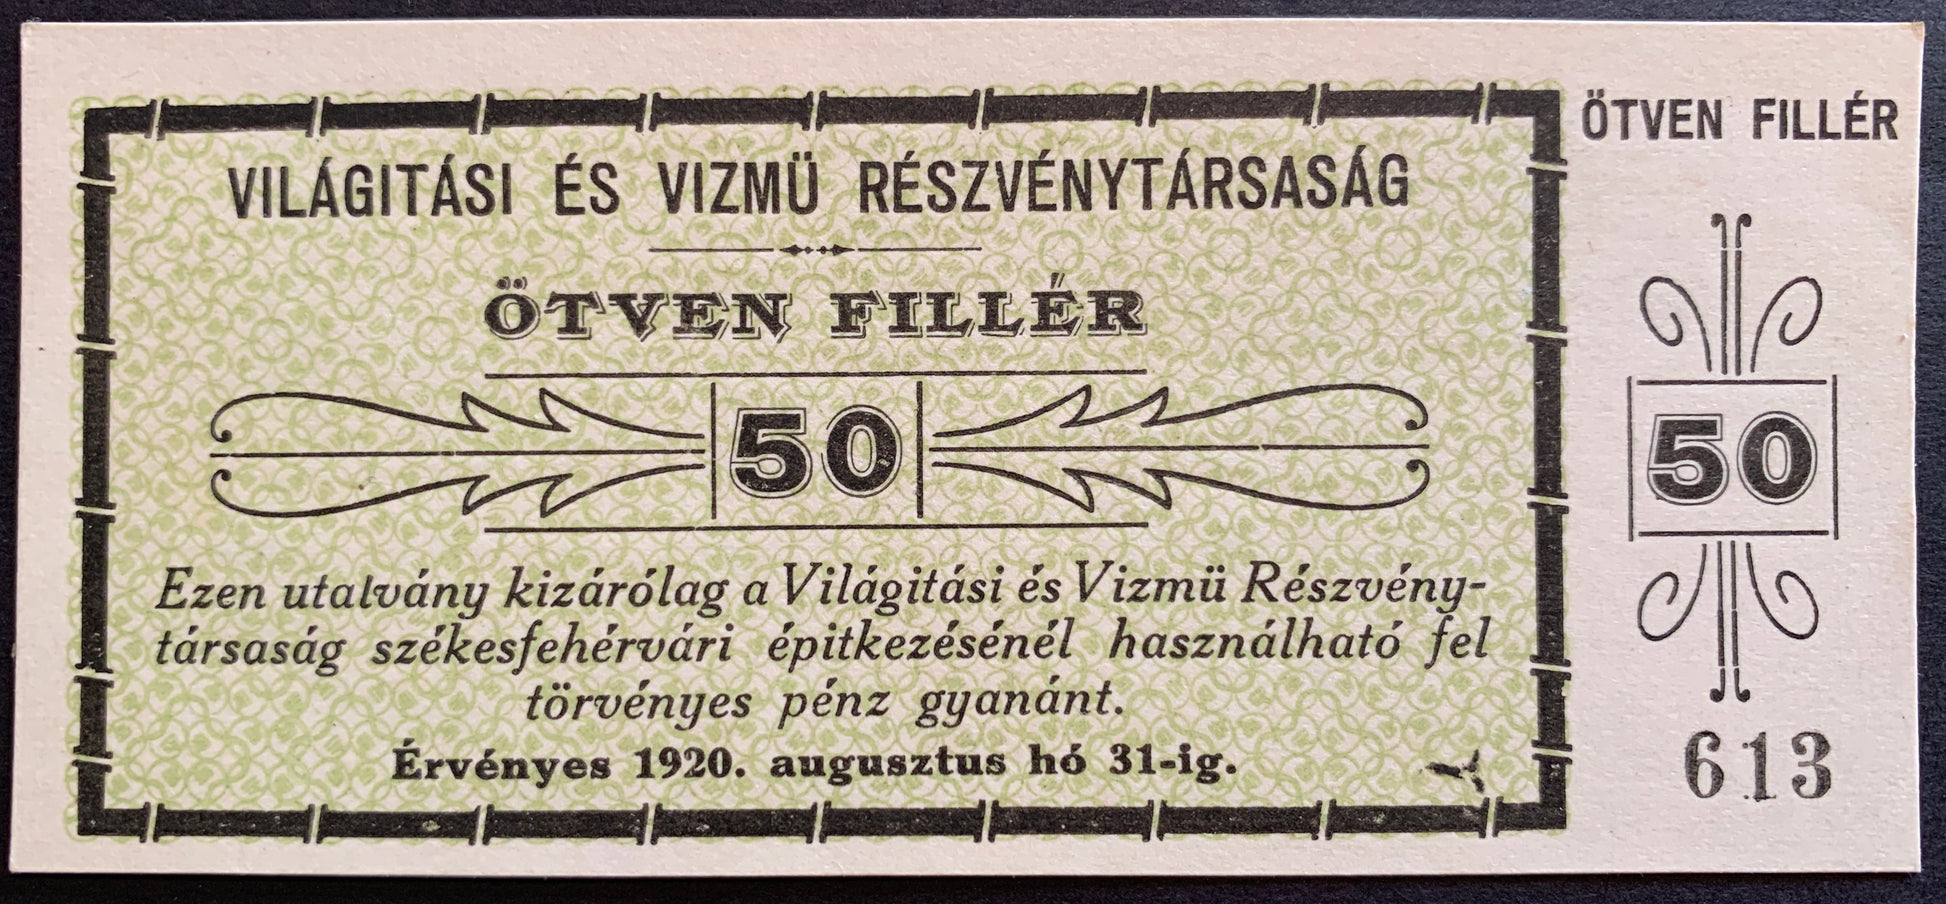 VILÁGITÁSI ÉS VIZMÜ RÉSZVÉNYTÁRSASÁG
ÖTVEN FILLÉR
50
Ezen utalvány kizárólag a Világitási és Vizmü Részvény-
társaság székesfehérvári épitkezésénél használható fel
törvényes pénz gyanánt.
Érvényes 1920. augusztus hó 31-ig.
ÖTVEN FILLÉR
50
613